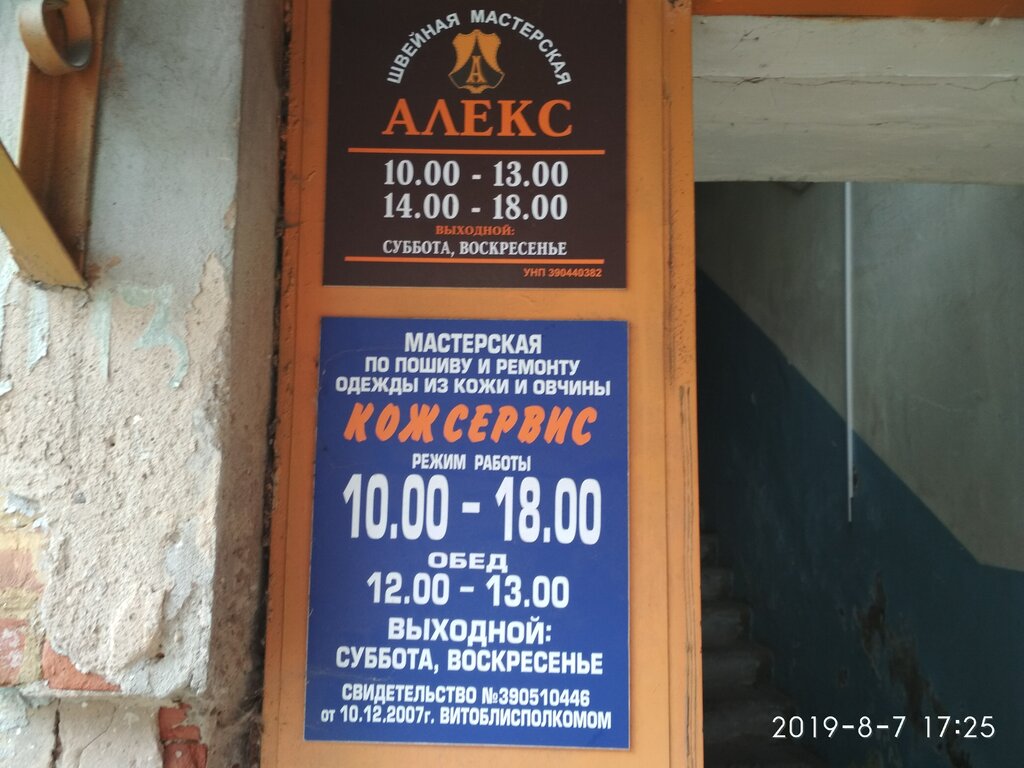 ШВЕЙНАЯ МАСТЕРСКАЯ
А
АЛЕКС
10.00 - 13.00
14.00 - 18.00
ВЫХОДНОЙ:
СУББОТА, ВОСКРЕСЕНЬЕ
УНП 390440382
МАСТЕРСКАЯ
ПО ПОШИВУ И РЕМОНТУ
ОДЕЖДЫ ИЗ КОЖИ И ОВЧИНЫ
КОЖСЕРВИС
РЕЖИМ РАБОТЫ
10.00 - 18.00
ОБЕД
12.00 - 13.00
ВЫХОДНОЙ:
СУББОТА, ВОСКРЕСЕНЬЕ
СВИДЕТЕЛЬСТВО №390510446
от 10.12.2007г. ВИТОБЛИСПОЛКОМОМ
2019-8-7 17:25